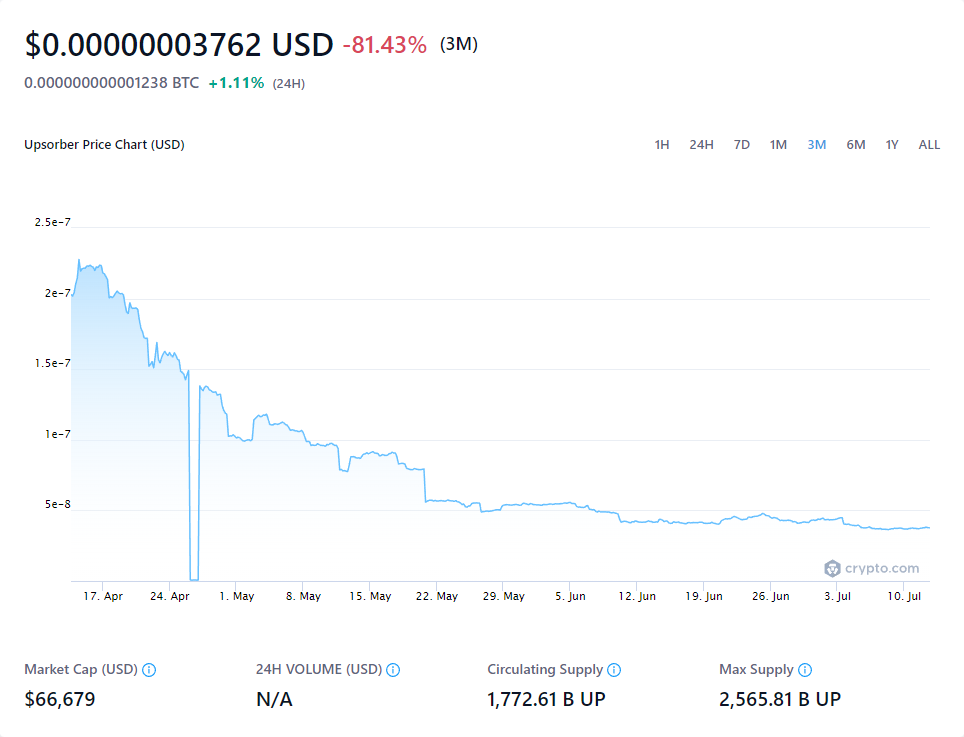 $0.00000003762 USD -81.43% (3M)
0.000000000001238 BTC +1.11% (24H)
Upsorber Price Chart (USD) 1H 24H 7D 1M 3M 6M 1Y ALL
2.5e-7
2e-7
1.5e-7
1e-7
5e-8
crypto.com
17. Apr 24. Apr 1. May 8. May 15. May 22. May 29. May 5. Jun 12. Jun 19. Jun 26. Jun 3. Jul 10. Jul
Market Cap (USD) 24H VOLUME (USD) Circulating Supply Max Supply
$66,679 N/A 1,772.61 B UP 2,565.81 B UP